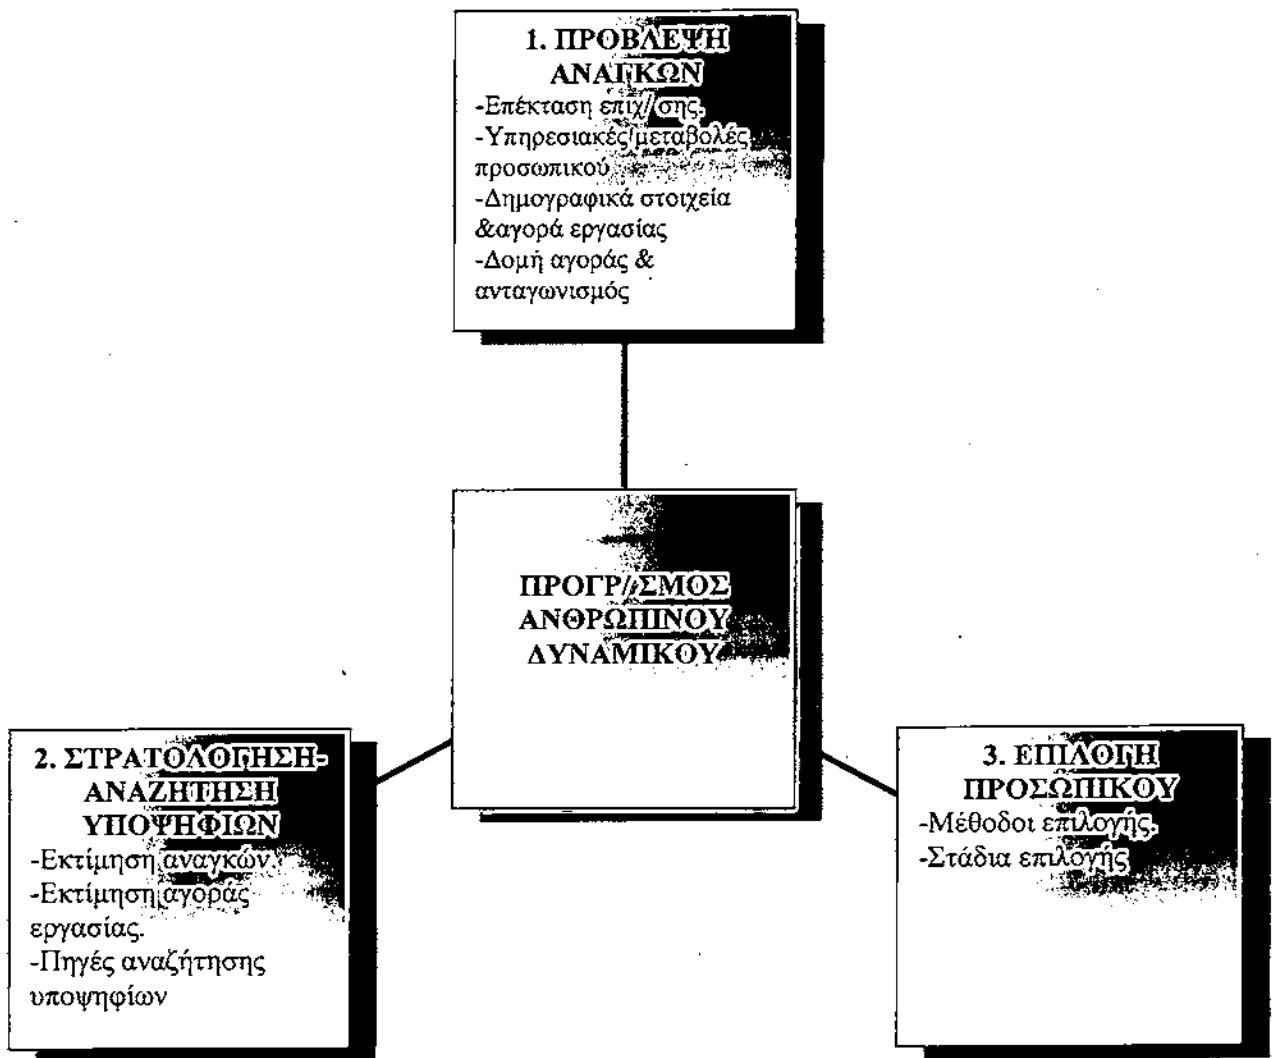 1. ΠΡΟΒΛΕΨΗ
ΑΝΑΓΚΩΝ
-Επέκταση επιχ/σης.
-Υπηρεσιακές/μεταβολές
προσωπικού
-Δημογραφικά στοιχεία
&αγορά εργασίας
-Δομή αγοράς &
ανταγωνισμός
ΠΡΟΓΡ/ΣΜΟΣ
ΑΝΘΡΩΠΙΝΟΥ
ΔΥΝΑΜΙΚΟΥ
2. ΣΤΡΑΤΟΛΟΓΗΣΗ-
ΑΝΑΖΗΤΗΣΗ
ΥΠΟΨΗΦΙΩΝ
-Εκτίμηση αναγκών.
-Εκτίμηση αγοράς
εργασίας.
-Πηγές αναζήτησης
υποψηφίων
3. ΕΠΙΛΟΓΗ
ΠΡΟΣΩΠΙΚΟΥ
-Μέθοδοι επιλογής.
-Στάδια επιλογής